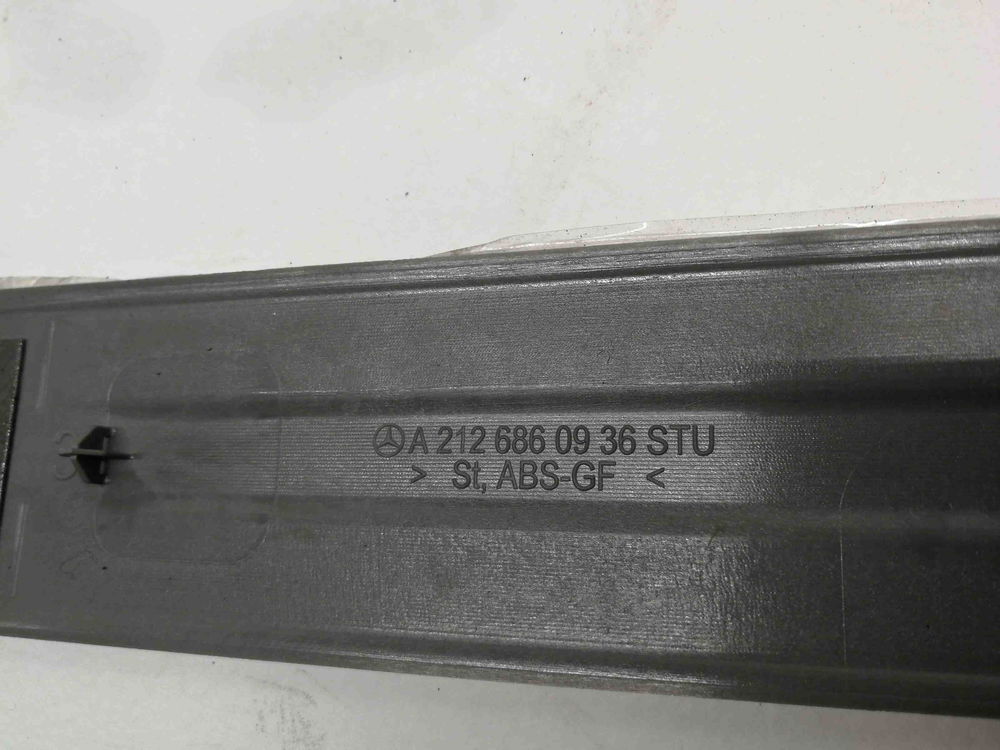 A 212 686 09 36 STU
> St, ABS-GF <